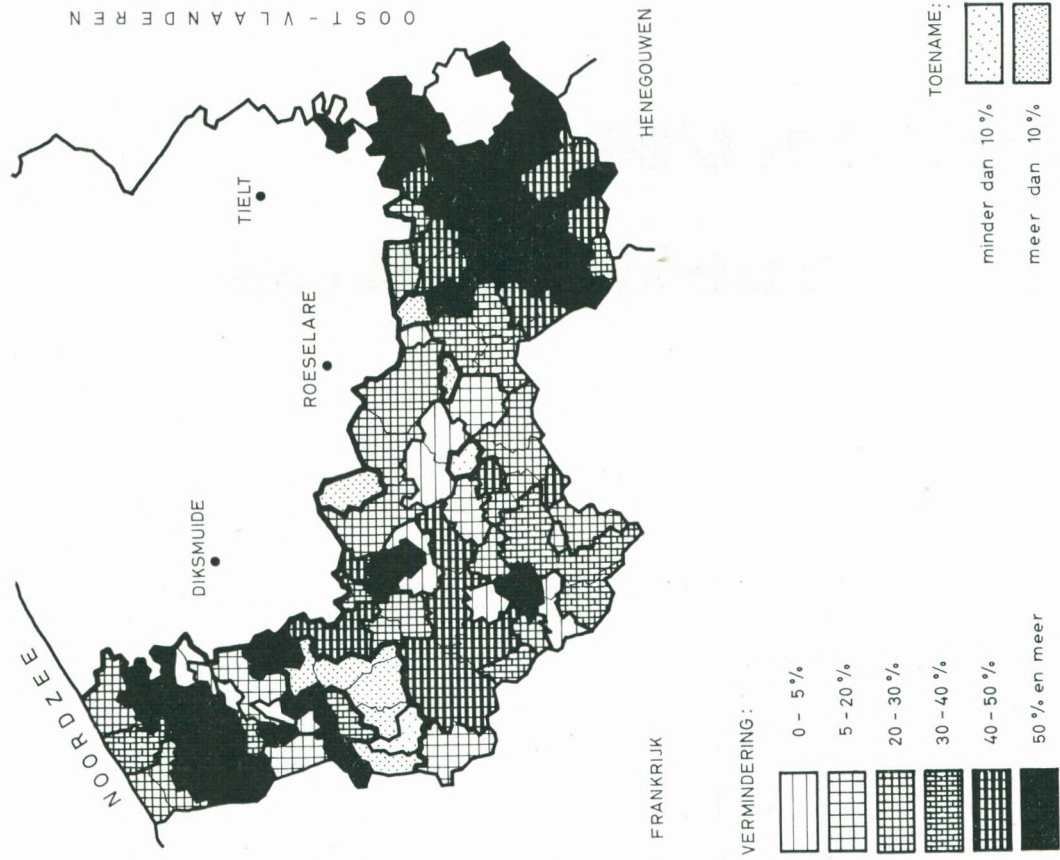 NOORDZEE
OOST-VLAANDEREN
DIKSMUIDE
TIELT
ROESELARE
FRANKRIJK
HENEGOUWEN
VERMINDERING:
0 - 5 %
5 - 20 %
20 - 30 %
30 - 40 %
40 - 50 %
50 % en meer
TOENAME:
minder dan 10 %
meer dan 10 %